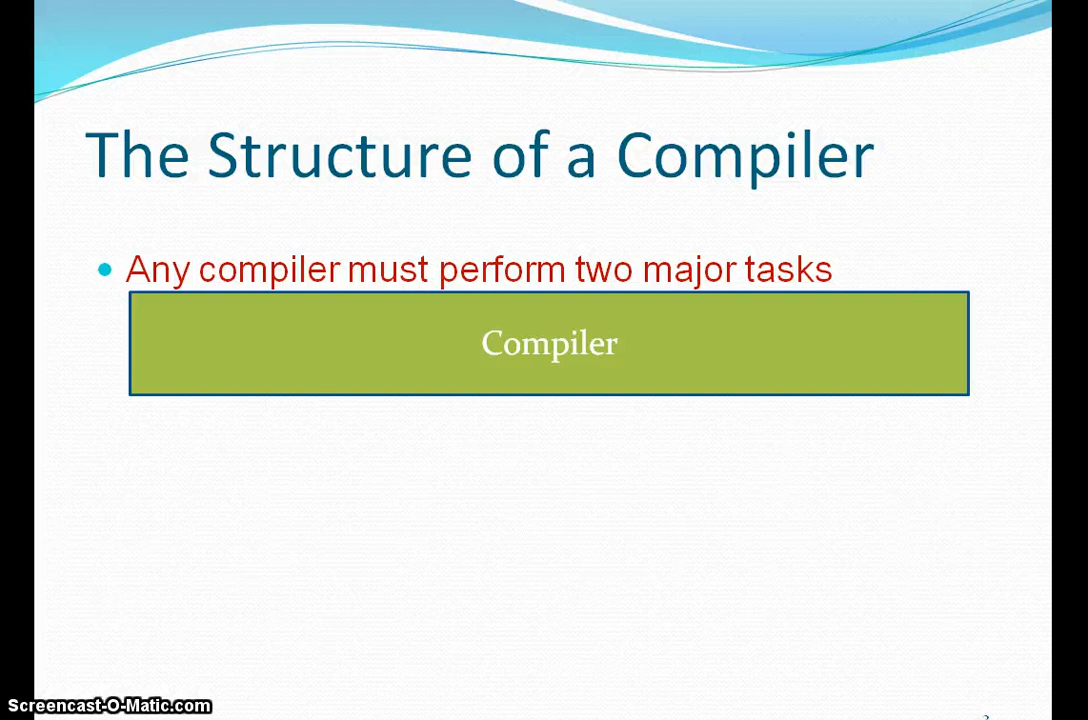 The Structure of a Compiler
Any compiler must perform two major tasks
Compiler
Screencast-O-Matic.com